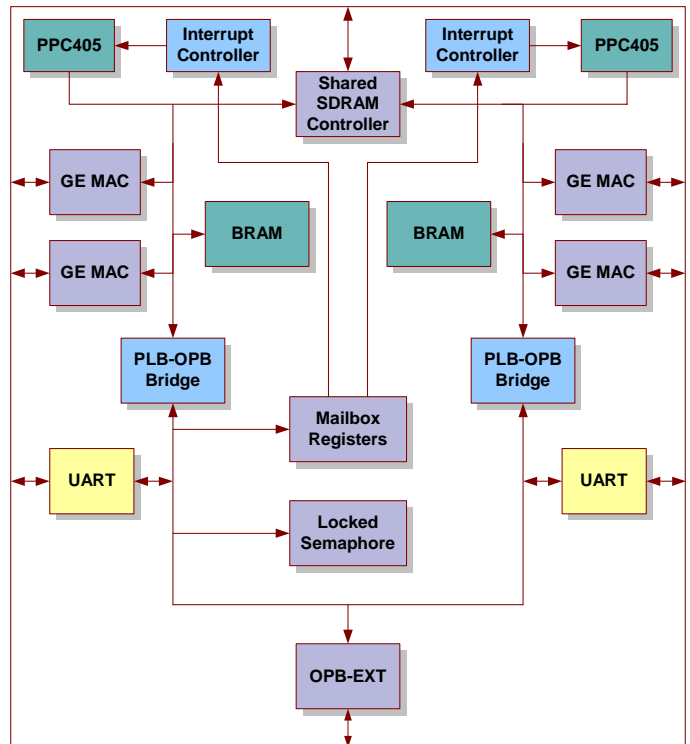 PPC405
Interrupt
Controller
Interrupt
Controller
PPC405
Shared
SDRAM
Controller
GE MAC
GE MAC
BRAM
BRAM
GE MAC
GE MAC
PLB-OPB
Bridge
PLB-OPB
Bridge
Mailbox
Registers
UART
UART
Locked
Semaphore
OPB-EXT